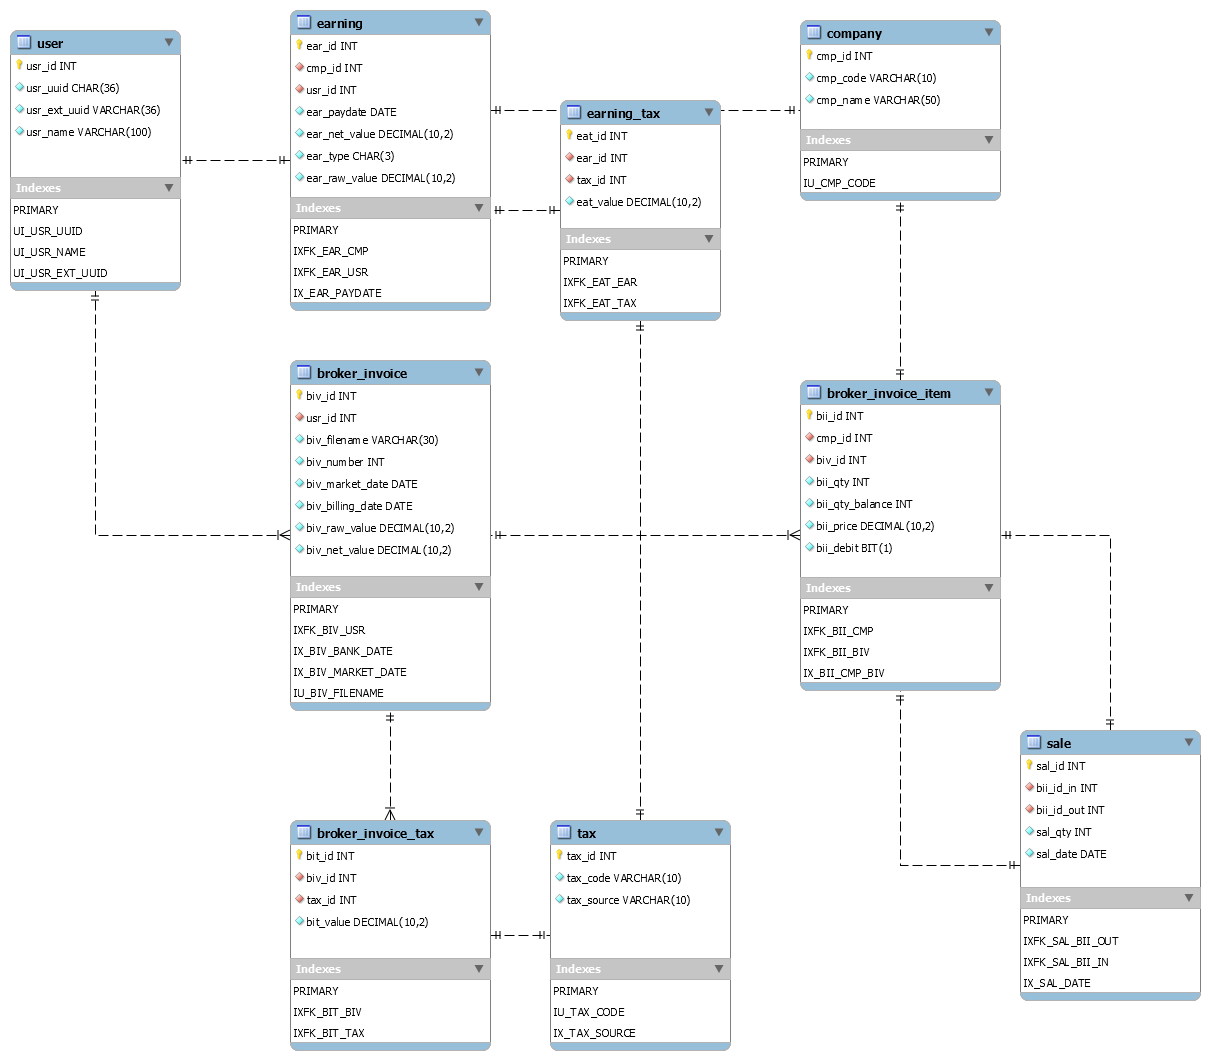 user
usr_id INT
usr_uuid CHAR(36)
usr_ext_uuid VARCHAR(36)
usr_name VARCHAR(100)
Indexes
PRIMARY
UI_USR_UUID
UI_USR_NAME
UI_USR_EXT_UUID
earning
ear_id INT
cmp_id INT
usr_id INT
ear_paydate DATE
ear_net_value DECIMAL(10,2)
ear_type CHAR(3)
ear_raw_value DECIMAL(10,2)
Indexes
PRIMARY
IXFK_EAR_CMP
IXFK_EAR_USR
IX_EAR_PAYDATE
earning_tax
eat_id INT
ear_id INT
tax_id INT
eat_value DECIMAL(10,2)
Indexes
PRIMARY
IXFK_EAT_EAR
IXFK_EAT_TAX
company
cmp_id INT
cmp_code VARCHAR(10)
cmp_name VARCHAR(50)
Indexes
PRIMARY
IU_CMP_CODE
broker_invoice
biv_id INT
usr_id INT
biv_filename VARCHAR(30)
biv_number INT
biv_market_date DATE
biv_billing_date DATE
biv_raw_value DECIMAL(10,2)
biv_net_value DECIMAL(10,2)
Indexes
PRIMARY
IXFK_BIV_USR
IX_BIV_BANK_DATE
IX_BIV_MARKET_DATE
IU_BIV_FILENAME
broker_invoice_item
bii_id INT
cmp_id INT
biv_id INT
bii_qty INT
bii_qty_balance INT
bii_price DECIMAL(10,2)
bii_debit BIT(1)
Indexes
PRIMARY
IXFK_BII_CMP
IXFK_BII_BIV
IX_BII_CMP_BIV
sale
sal_id INT
bii_id_in INT
bii_id_out INT
sal_qty INT
sal_date DATE
Indexes
PRIMARY
IXFK_SAL_BII_OUT
IXFK_SAL_BII_IN
IX_SAL_DATE
broker_invoice_tax
bit_id INT
biv_id INT
tax_id INT
bit_value DECIMAL(10,2)
Indexes
PRIMARY
IXFK_BIT_BIV
IXFK_BIT_TAX
tax
tax_id INT
tax_code VARCHAR(10)
tax_source VARCHAR(10)
Indexes
PRIMARY
IU_TAX_CODE
IX_TAX_SOURCE